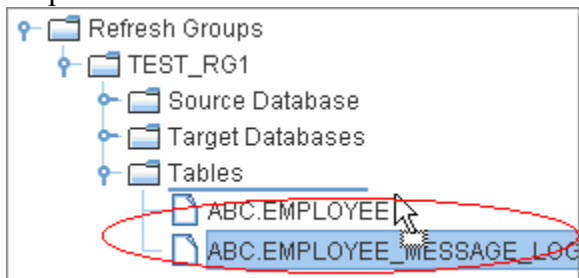 Refresh Groups
TEST_RG1
Source Database
Target Databases
Tables
ABC.EMPLOYEE
ABC.EMPLOYEE_MESSAGE_LOG